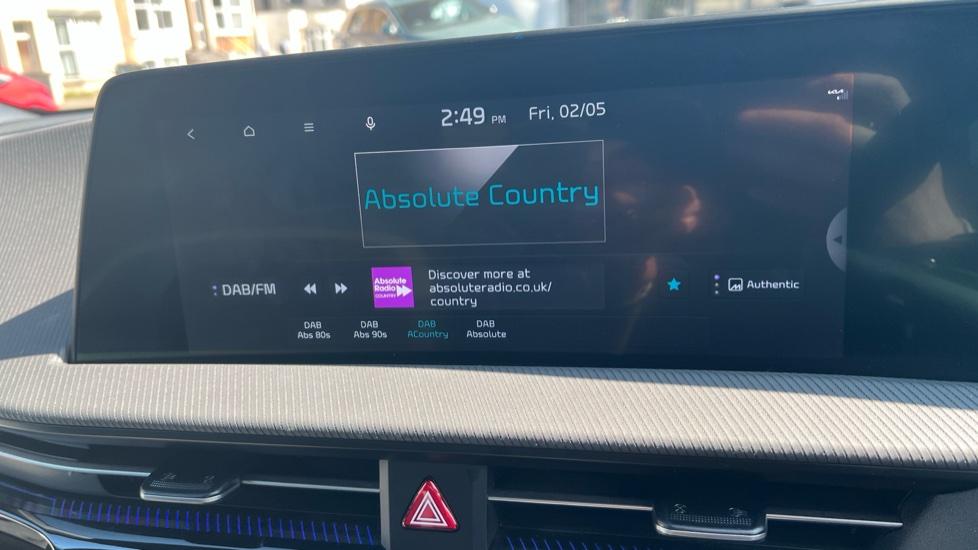 2:49 PM Fri, 02/05
KIA
Absolute Country
DAB/FM
Absolute
Radio
COUNTRY
Discover more at
absoluteradio.co.uk/
country
Authentic
DAB
Abs 80s
DAB
Abs 90s
DAB
ACountry
DAB
Absolute